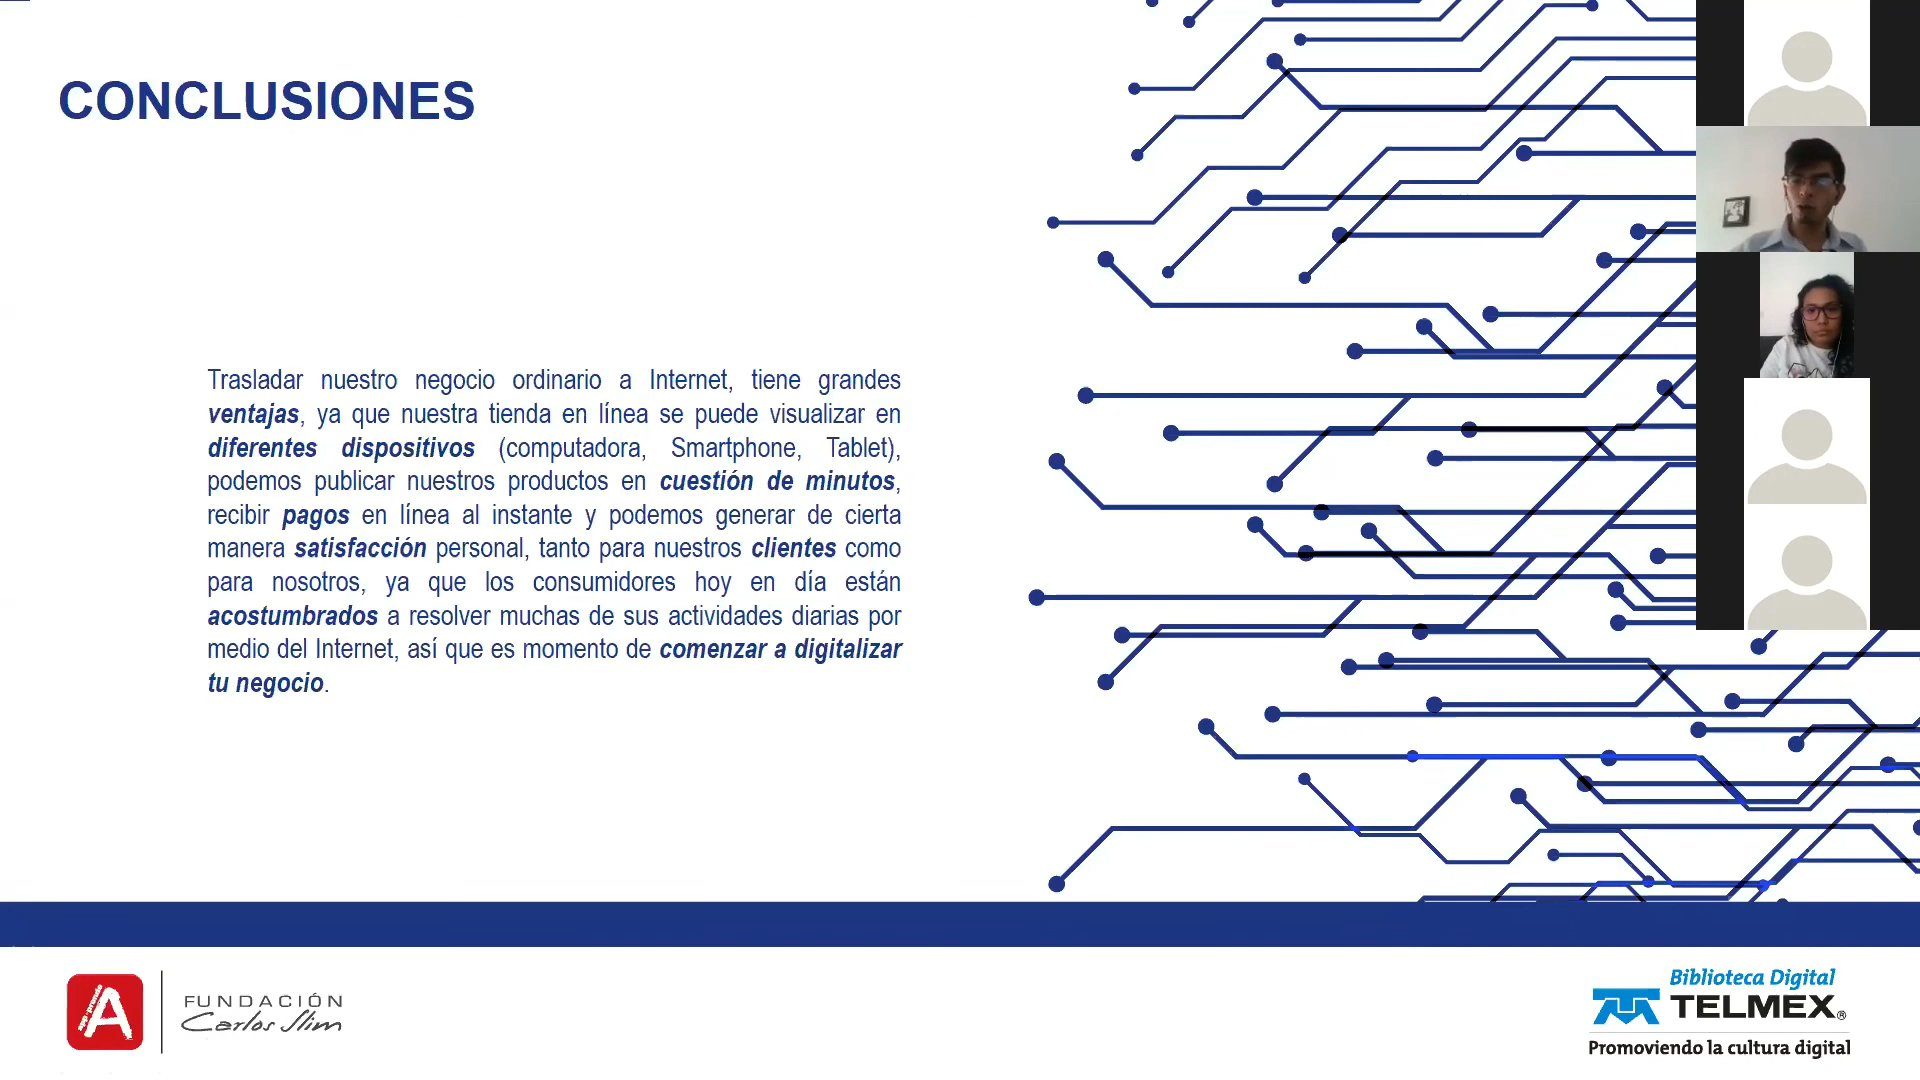 CONCLUSIONES
Trasladar nuestro negocio ordinario a Internet, tiene grandes
ventajas, ya que nuestra tienda en línea se puede visualizar en
diferentes dispositivos (computadora, Smartphone, Tablet),
podemos publicar nuestros productos en cuestión de minutos,
recibir pagos en línea al instante y podemos generar de cierta
manera satisfacción personal, tanto para nuestros clientes como
para nosotros, ya que los consumidores hoy en día están
acostumbrados a resolver muchas de sus actividades diarias por
medio del Internet, así que es momento de comenzar a digitalizar
tu negocio.
app·rende
A
FUNDACIÓN
Carlos Slim
Biblioteca Digital
TELMEX®
Promoviendo la cultura digital